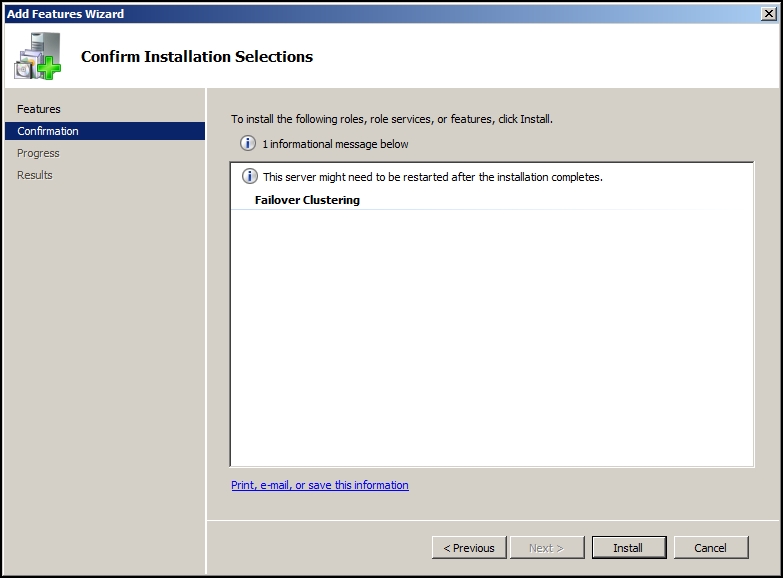 Add Features Wizard
Confirm Installation Selections
Features
Confirmation
Progress
Results
To install the following roles, role services, or features, click Install.
1 informational message below
This server might need to be restarted after the installation completes.
Failover Clustering
Print, e-mail, or save this information
< Previous
Next >
Install
Cancel